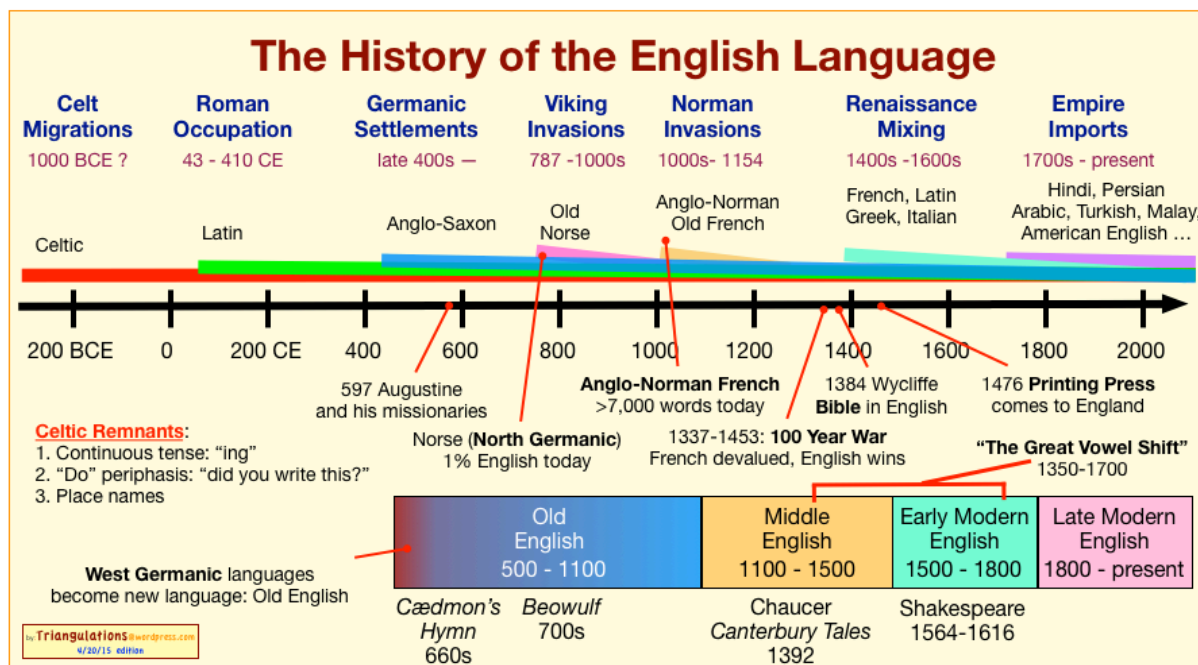 The History of the English Language
Celt
Migrations
1000 BCE ?
Roman
Occupation
43 - 410 CE
Germanic
Settlements
late 400s —
Viking
Invasions
787 -1000s
Norman
Invasions
1000s- 1154
Renaissance
Mixing
1400s -1600s
Empire
Imports
1700s - present
Celtic
Latin
Anglo-Saxon
Old
Norse
Anglo-Norman
Old French
French, Latin
Greek, Italian
Hindi, Persian
Arabic, Turkish, Malay,
American English ...
200 BCE
0
200 CE
400
600
800
1000
1200
1400
1600
1800
2000
597 Augustine
and his missionaries
Norse (North Germanic)
1% English today
Anglo-Norman French
>7,000 words today
1337-1453: 100 Year War
French devalued, English wins
1384 Wycliffe
Bible in English
1476 Printing Press
comes to England
"The Great Vowel Shift"
1350-1700
Celtic Remnants:
1. Continuous tense: "ing"
2. "Do" periphasis: "did you write this?"
3. Place names
West Germanic languages
become new language: Old English
Old
English
500 - 1100
Middle
English
1100 - 1500
Early Modern
English
1500 - 1800
Late Modern
English
1800 - present
Cædmon's
Hymn
660s
Beowulf
700s
Chaucer
Canterbury Tales
1392
Shakespeare
1564-1616
by: Triangulations@wordpress.com
4/20/15 edition